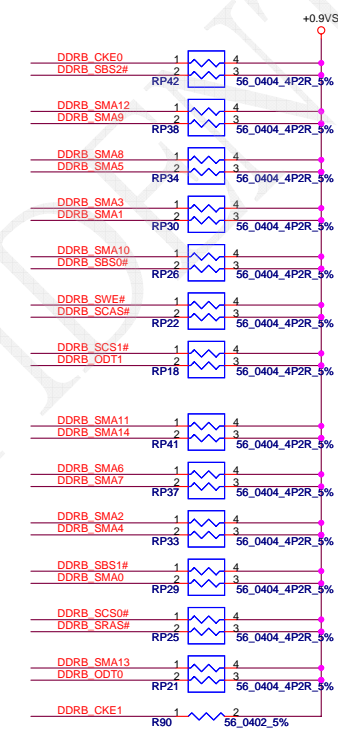 +0.9VS
DDRB_CKE0 1 4
DDRB_SBS2# 2 3
RP42 56_0404_4P2R_5%
DDRB_SMA12 1 4
DDRB_SMA9 2 3
RP38 56_0404_4P2R_5%
DDRB_SMA8 1 4
DDRB_SMA5 2 3
RP34 56_0404_4P2R_5%
DDRB_SMA3 1 4
DDRB_SMA1 2 3
RP30 56_0404_4P2R_5%
DDRB_SMA10 1 4
DDRB_SBS0# 2 3
RP26 56_0404_4P2R_5%
DDRB_SWE# 1 4
DDRB_SCAS# 2 3
RP22 56_0404_4P2R_5%
DDRB_SCS1# 1 4
DDRB_ODT1 2 3
RP18 56_0404_4P2R_5%
DDRB_SMA11 1 4
DDRB_SMA14 2 3
RP41 56_0404_4P2R_5%
DDRB_SMA6 1 4
DDRB_SMA7 2 3
RP37 56_0404_4P2R_5%
DDRB_SMA2 1 4
DDRB_SMA4 2 3
RP33 56_0404_4P2R_5%
DDRB_SBS1# 1 4
DDRB_SMA0 2 3
RP29 56_0404_4P2R_5%
DDRB_SCS0# 1 4
DDRB_SRAS# 2 3
RP25 56_0404_4P2R_5%
DDRB_SMA13 1 4
DDRB_ODT0 2 3
RP21 56_0404_4P2R_5%
DDRB_CKE1 1 2
R90 56_0402_5%